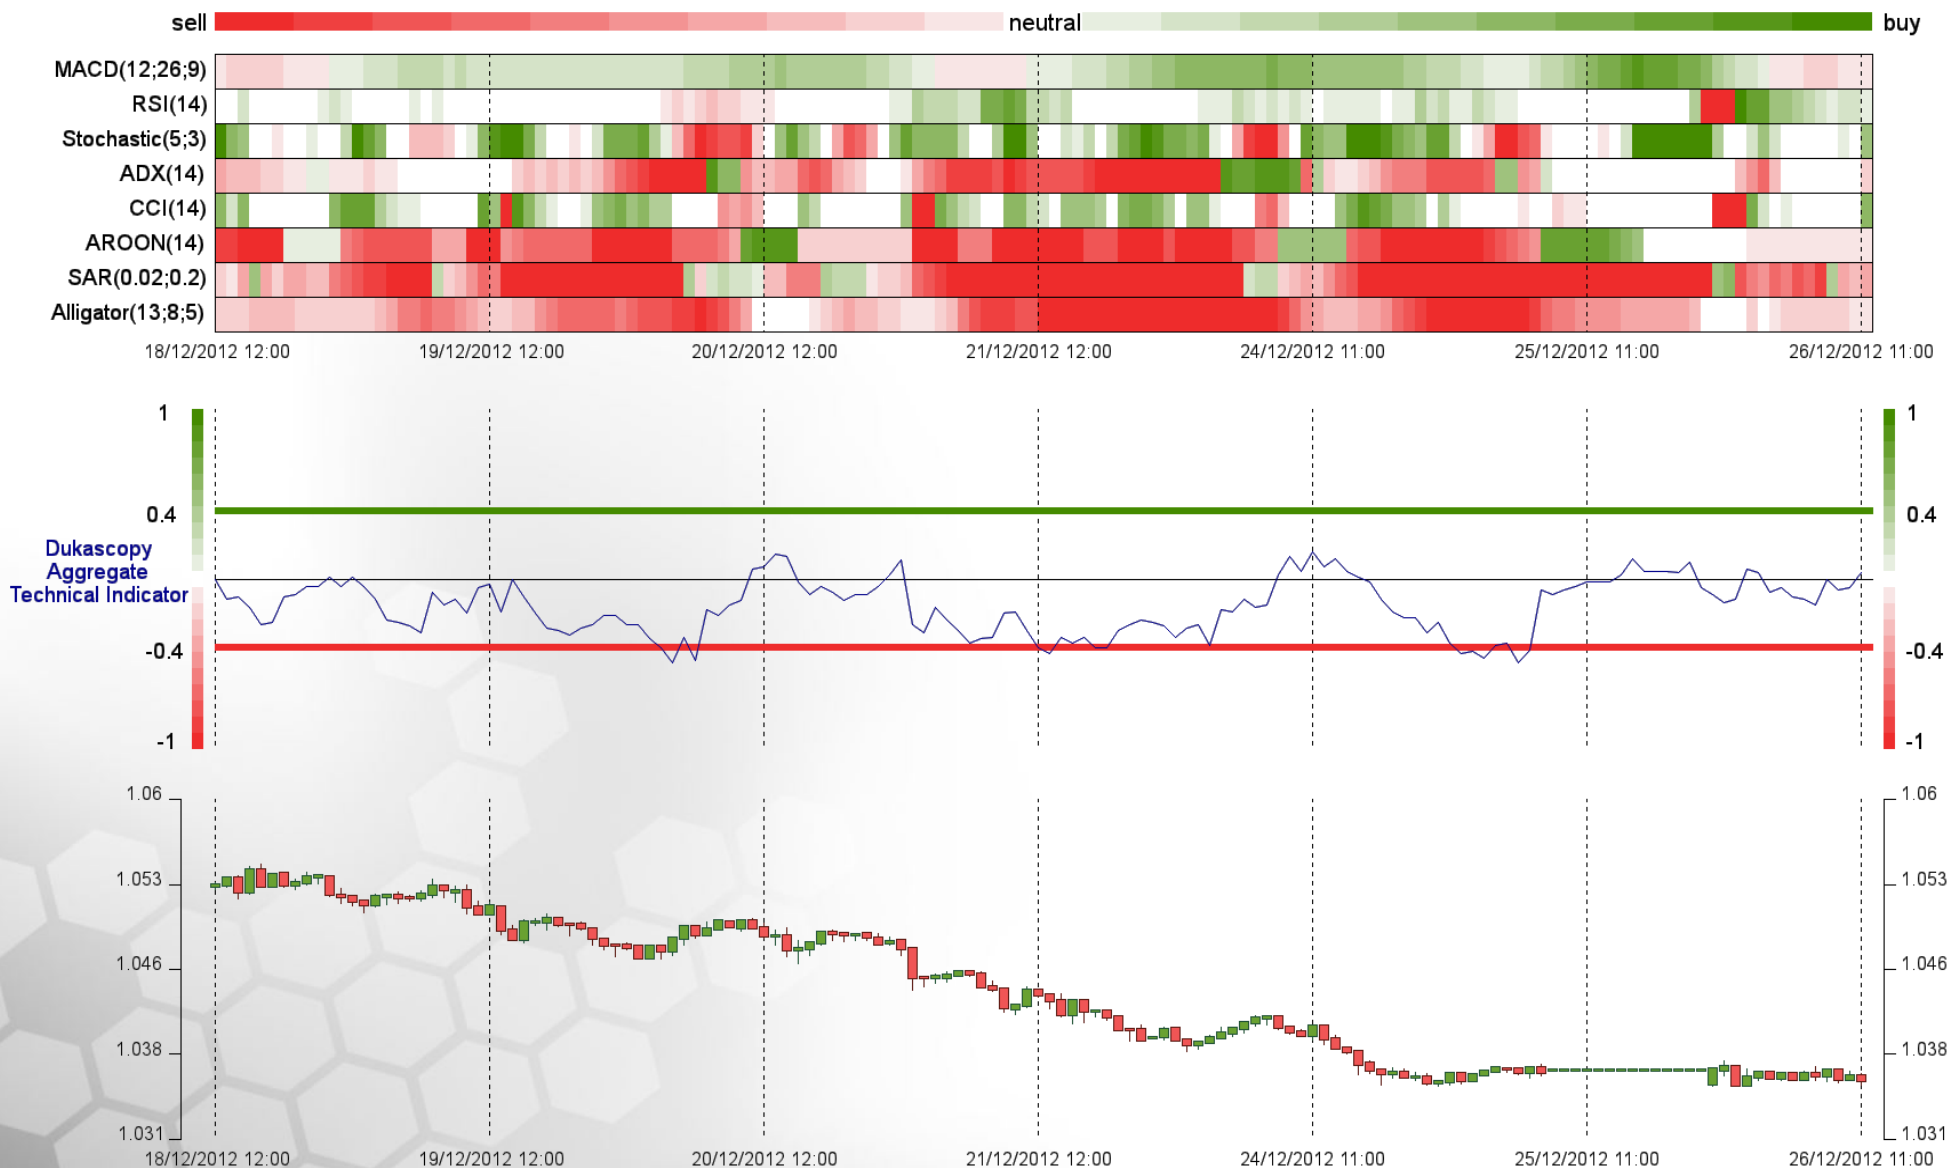 sell neutral buy
MACD(12;26;9)
RSI(14)
Stochastic(5;3)
ADX(14)
CCI(14)
AROON(14)
SAR(0.02;0.2)
Alligator(13;8;5)
18/12/2012 12:00 19/12/2012 12:00 20/12/2012 12:00 21/12/2012 12:00 24/12/2012 11:00 25/12/2012 11:00 26/12/2012 11:00
1 1
0.4 0.4
Dukascopy
Aggregate
Technical Indicator
-0.4 -0.4
-1 -1
1.06 1.06
1.053 1.053
1.046 1.046
1.038 1.038
1.031 1.031
18/12/2012 12:00 19/12/2012 12:00 20/12/2012 12:00 21/12/2012 12:00 24/12/2012 11:00 25/12/2012 11:00 26/12/2012 11:00